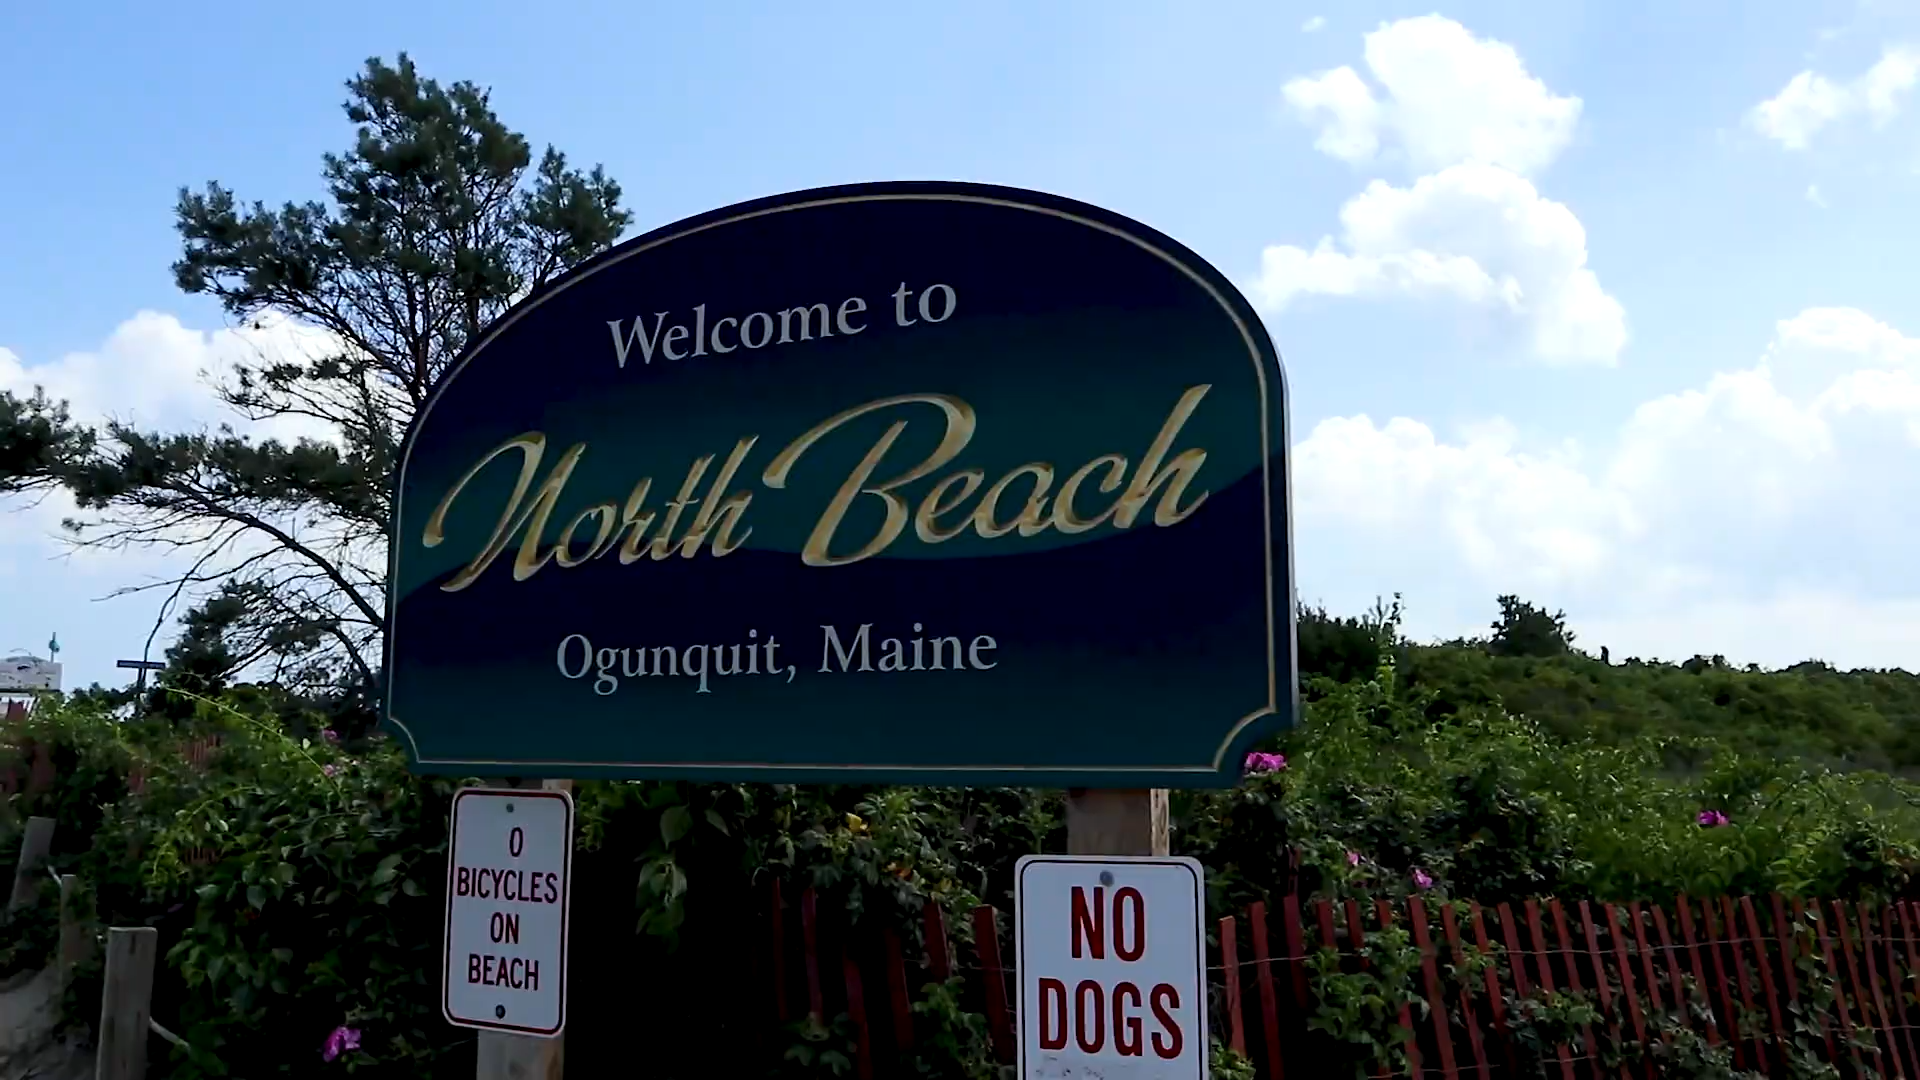 Welcome to
North Beach
Ogunquit, Maine
0
BICYCLES
ON
BEACH
NO
DOGS